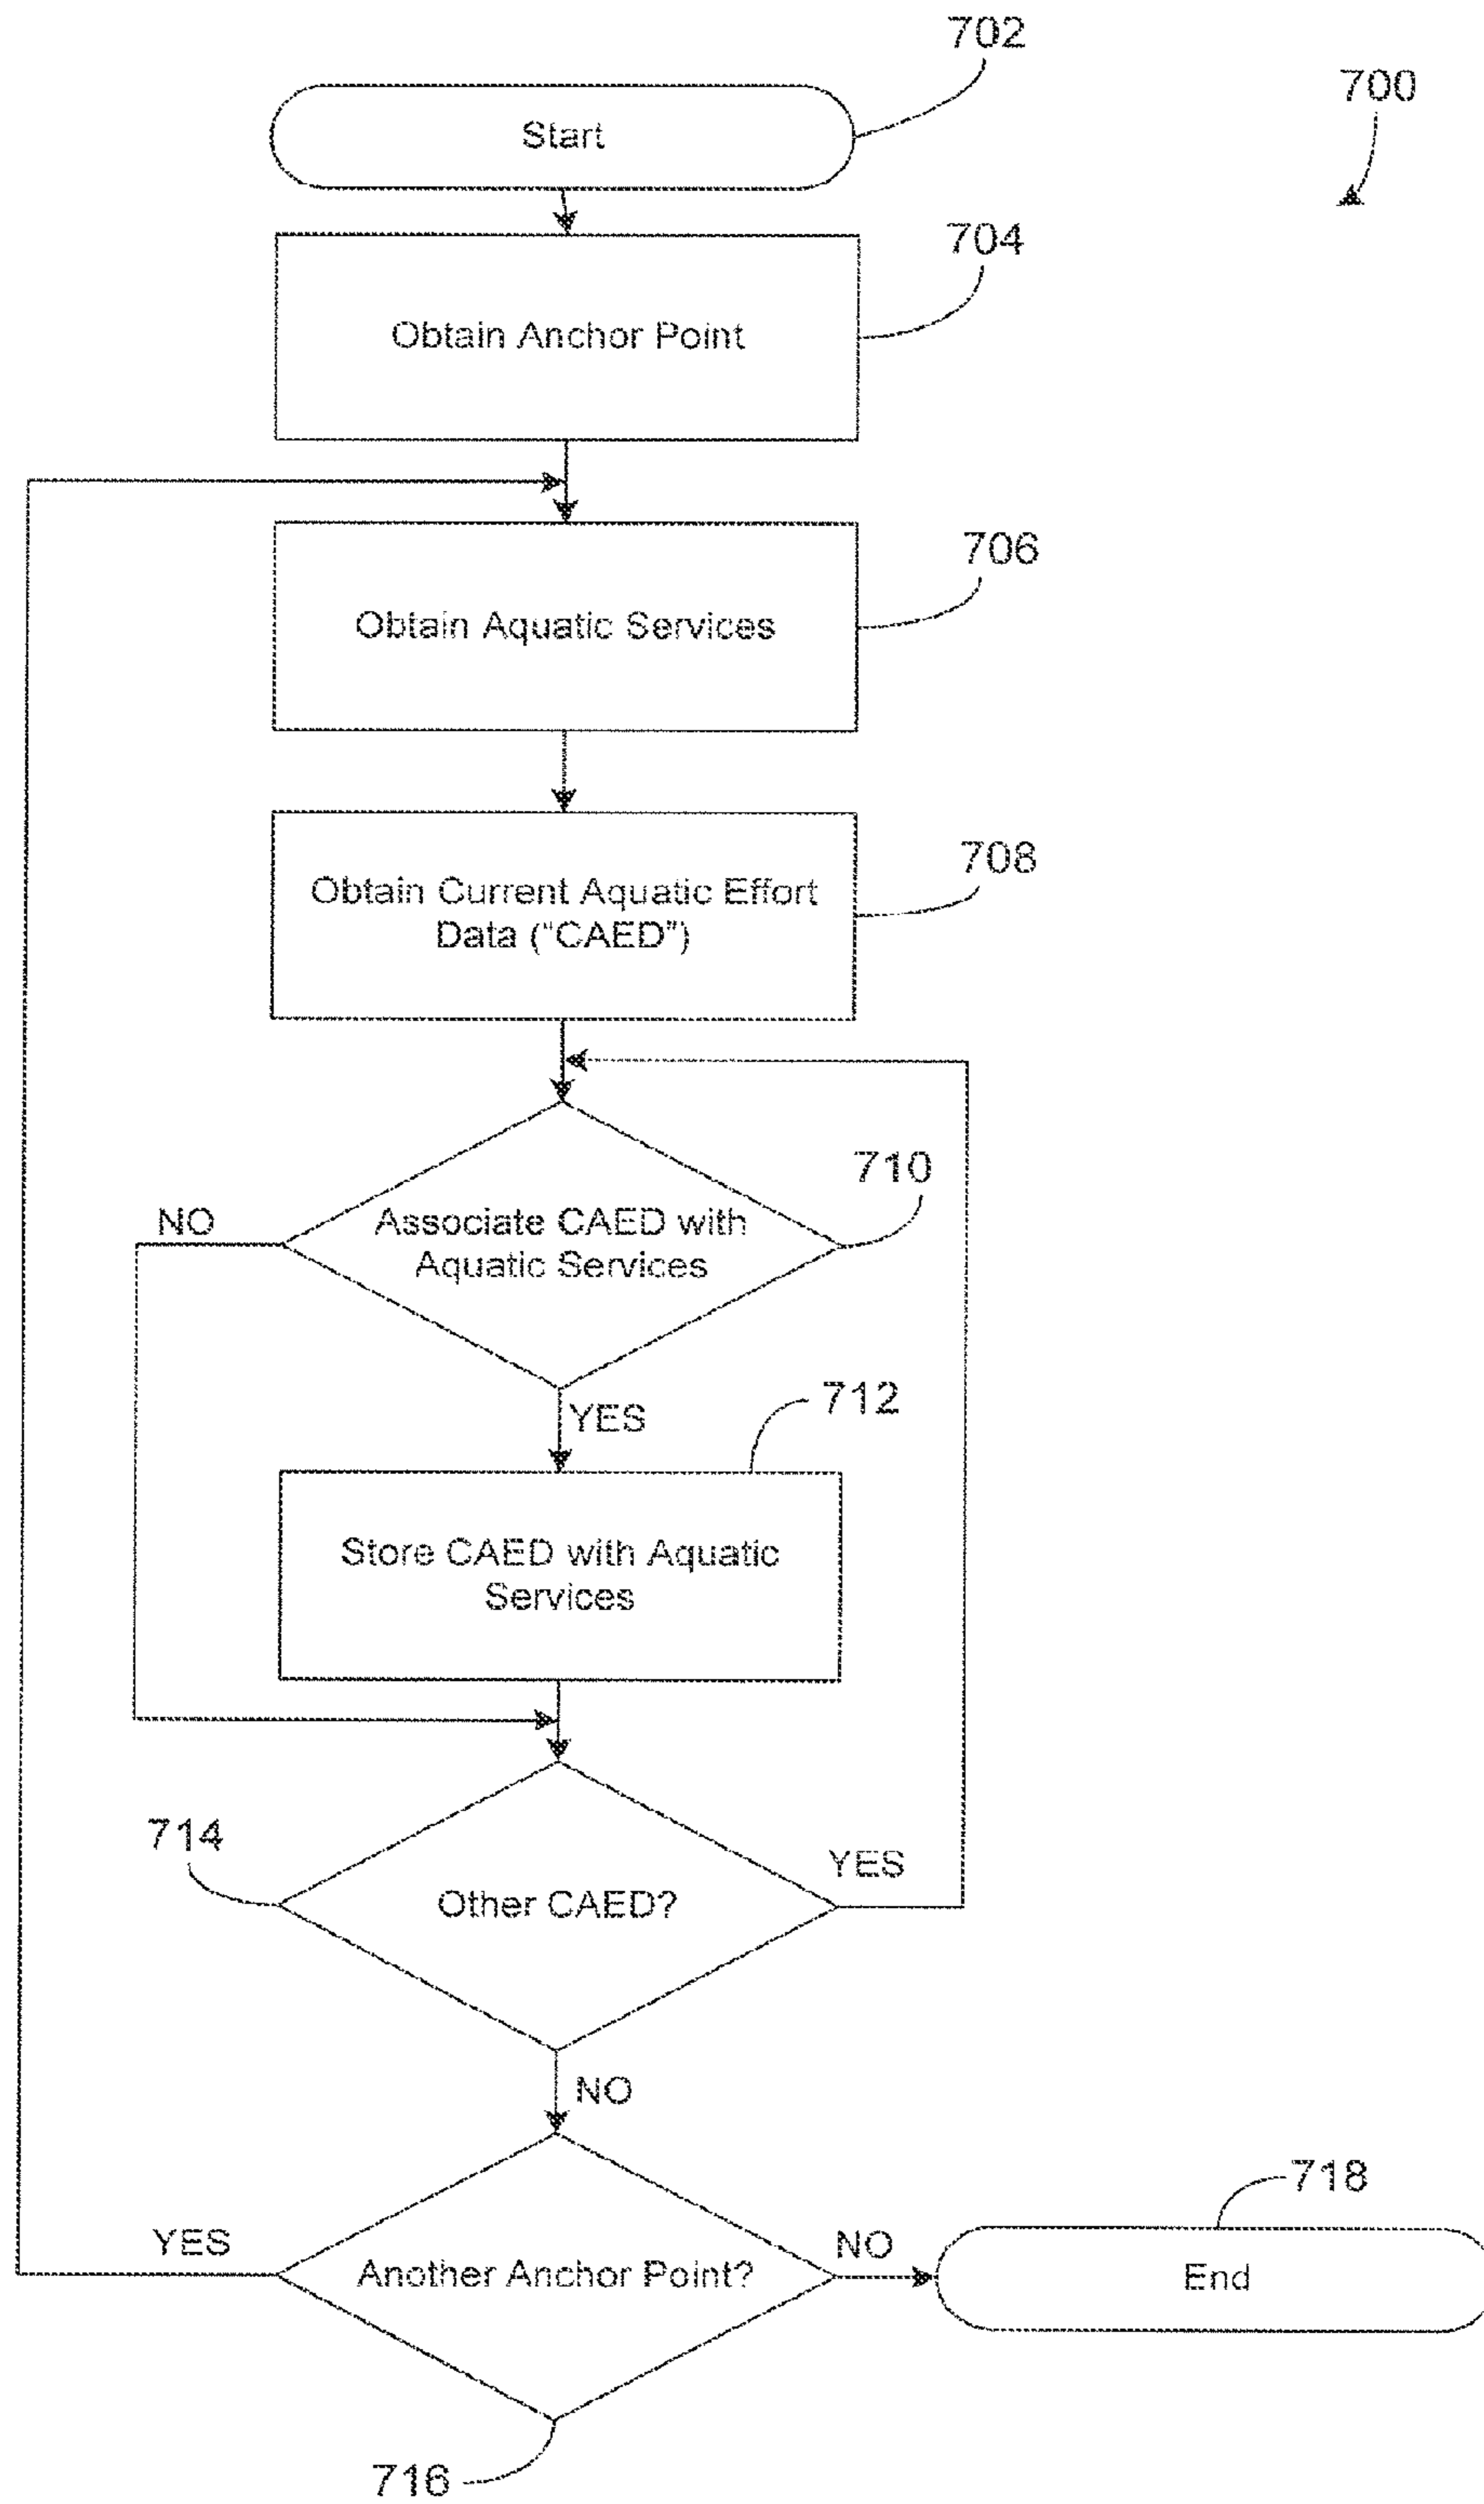 702
700
Start
704
Obtain Anchor Point
706
Obtain Aquatic Services
708
Obtain Current Aquatic Effort
Data (“CAED”)
710
NO
Associate CAED with
Aquatic Services
712
YES
Store CAED with Aquatic
Services
714
YES
Other CAED?
NO
718
YES
NO
Another Anchor Point?
End
716